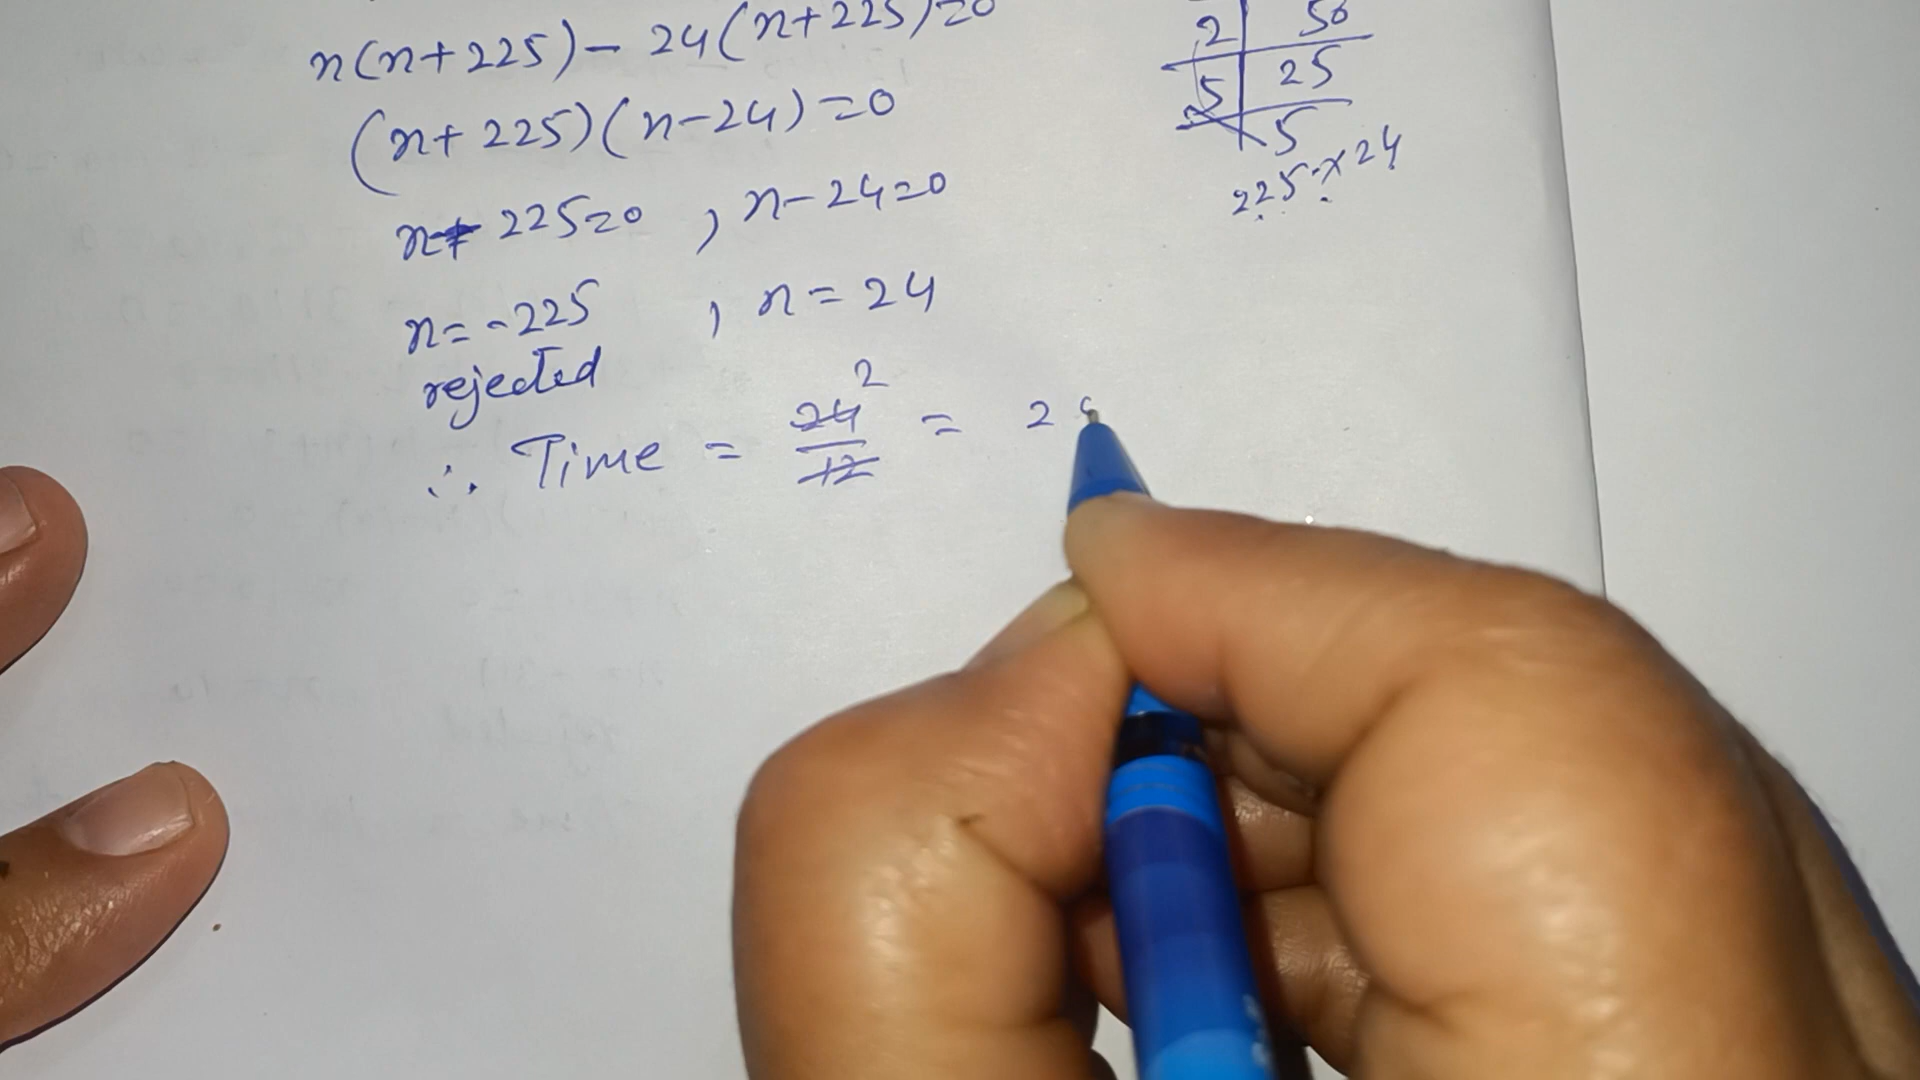 n(n+225)-24(n+225)=0
(n+225)(n-24)=0
n+225=0 , n-24=0
n=-225 , n=24
rejected
∴ Time = 24/12 2 = 2
2 | 50
5 | 25
5
225×24